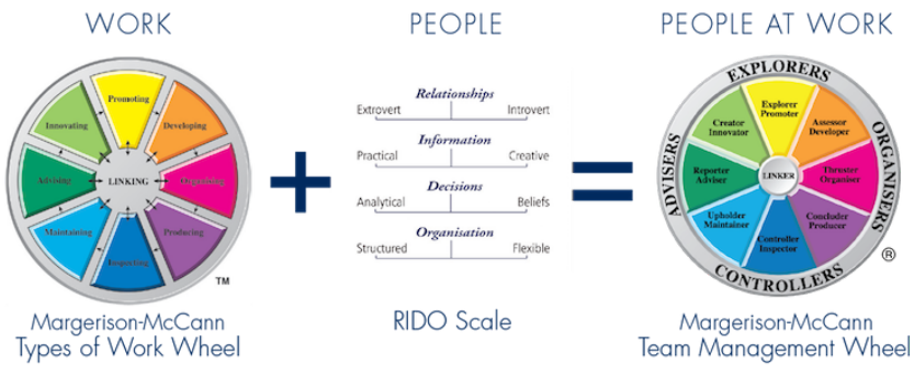 WORK
Promoting
Innovating
Developing
Advising
LINKING
Organizing
Maintaining
Producing
Inspecting
TM
Margerison-McCann
Types of Work Wheel
PEOPLE
Relationships
Extrovert Introvert
Information
Practical Creative
Decisions
Analytical Beliefs
Organisation
Structured Flexible
RIDO Scale
PEOPLE AT WORK
EXPLORERS
ADVISERS
ORGANISERS
CONTROLLERS
Explorer
Promoter
Creator
Innovator
Assessor
Developer
Reporter
Adviser
LINKER
Thruster
Organiser
Upholder
Maintainer
Concluder
Producer
Controller
Inspector
®
Margerison-McCann
Team Management Wheel